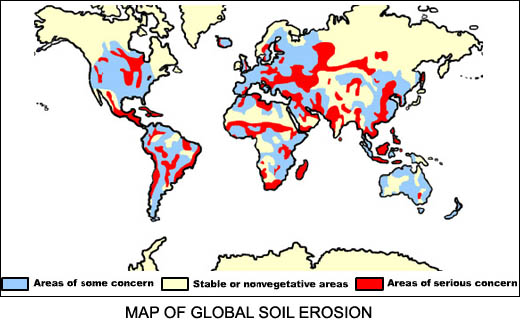 Areas of some concern Stable or nonvegetative areas Areas of serious concern
MAP OF GLOBAL SOIL EROSION